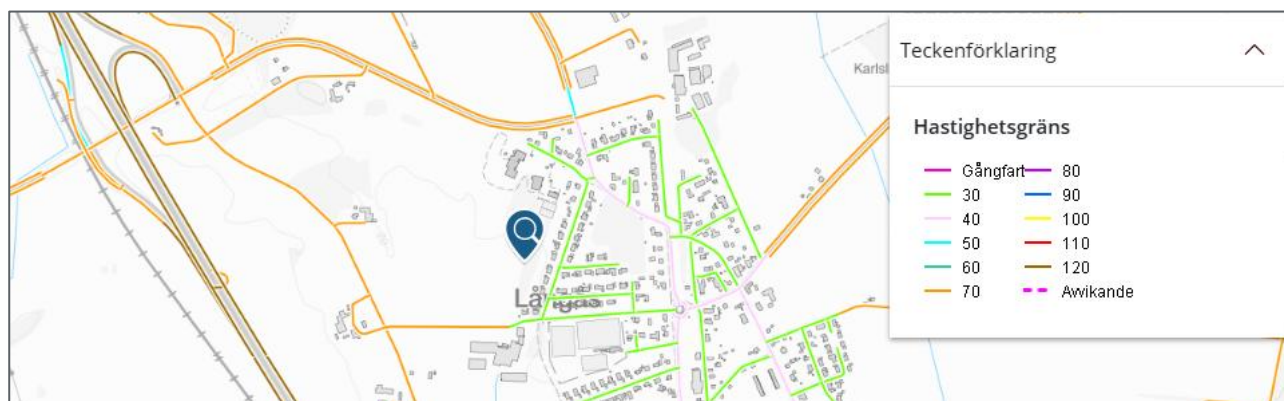 Teckenförklaring
Karlsl
Hastighetsgräns
Gångfart 80
30 90
40 100
50 110
60 120
70 Avvikande